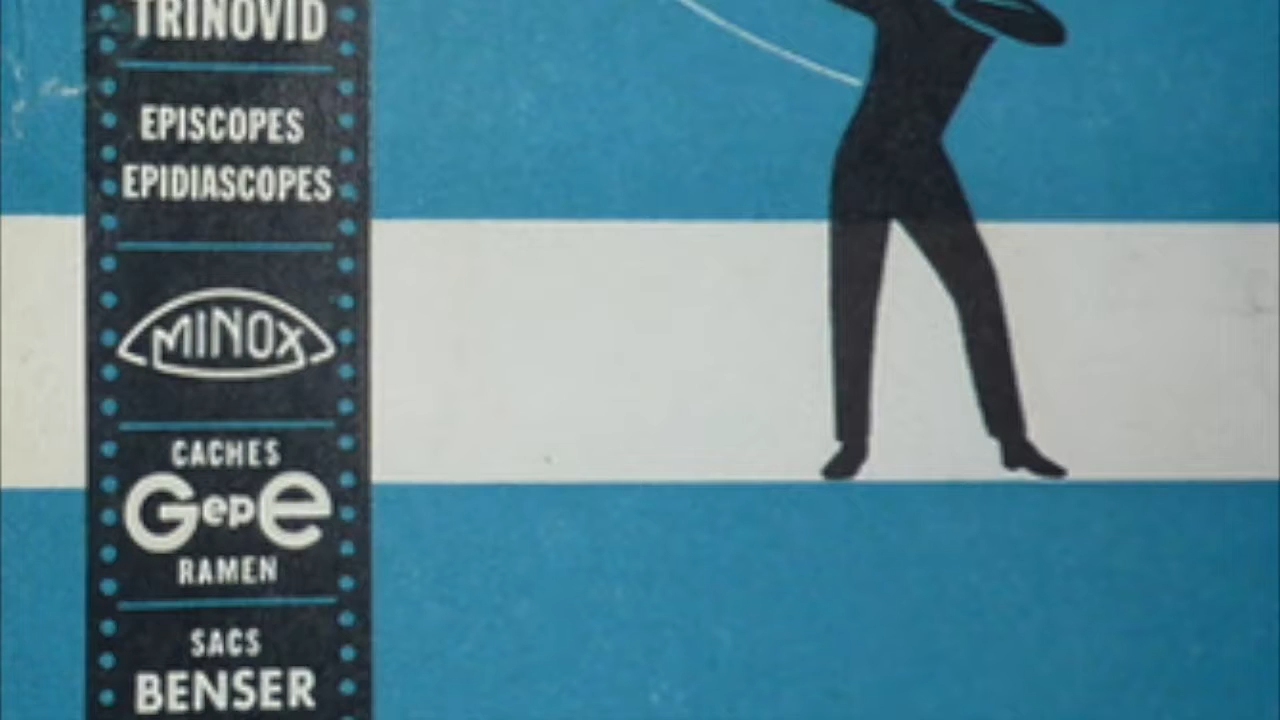 TRINOVID
EPISCOPES
EPIDIASCOPES
MINOX
CACHES
GepE
RAMEN
SACS
BENSER